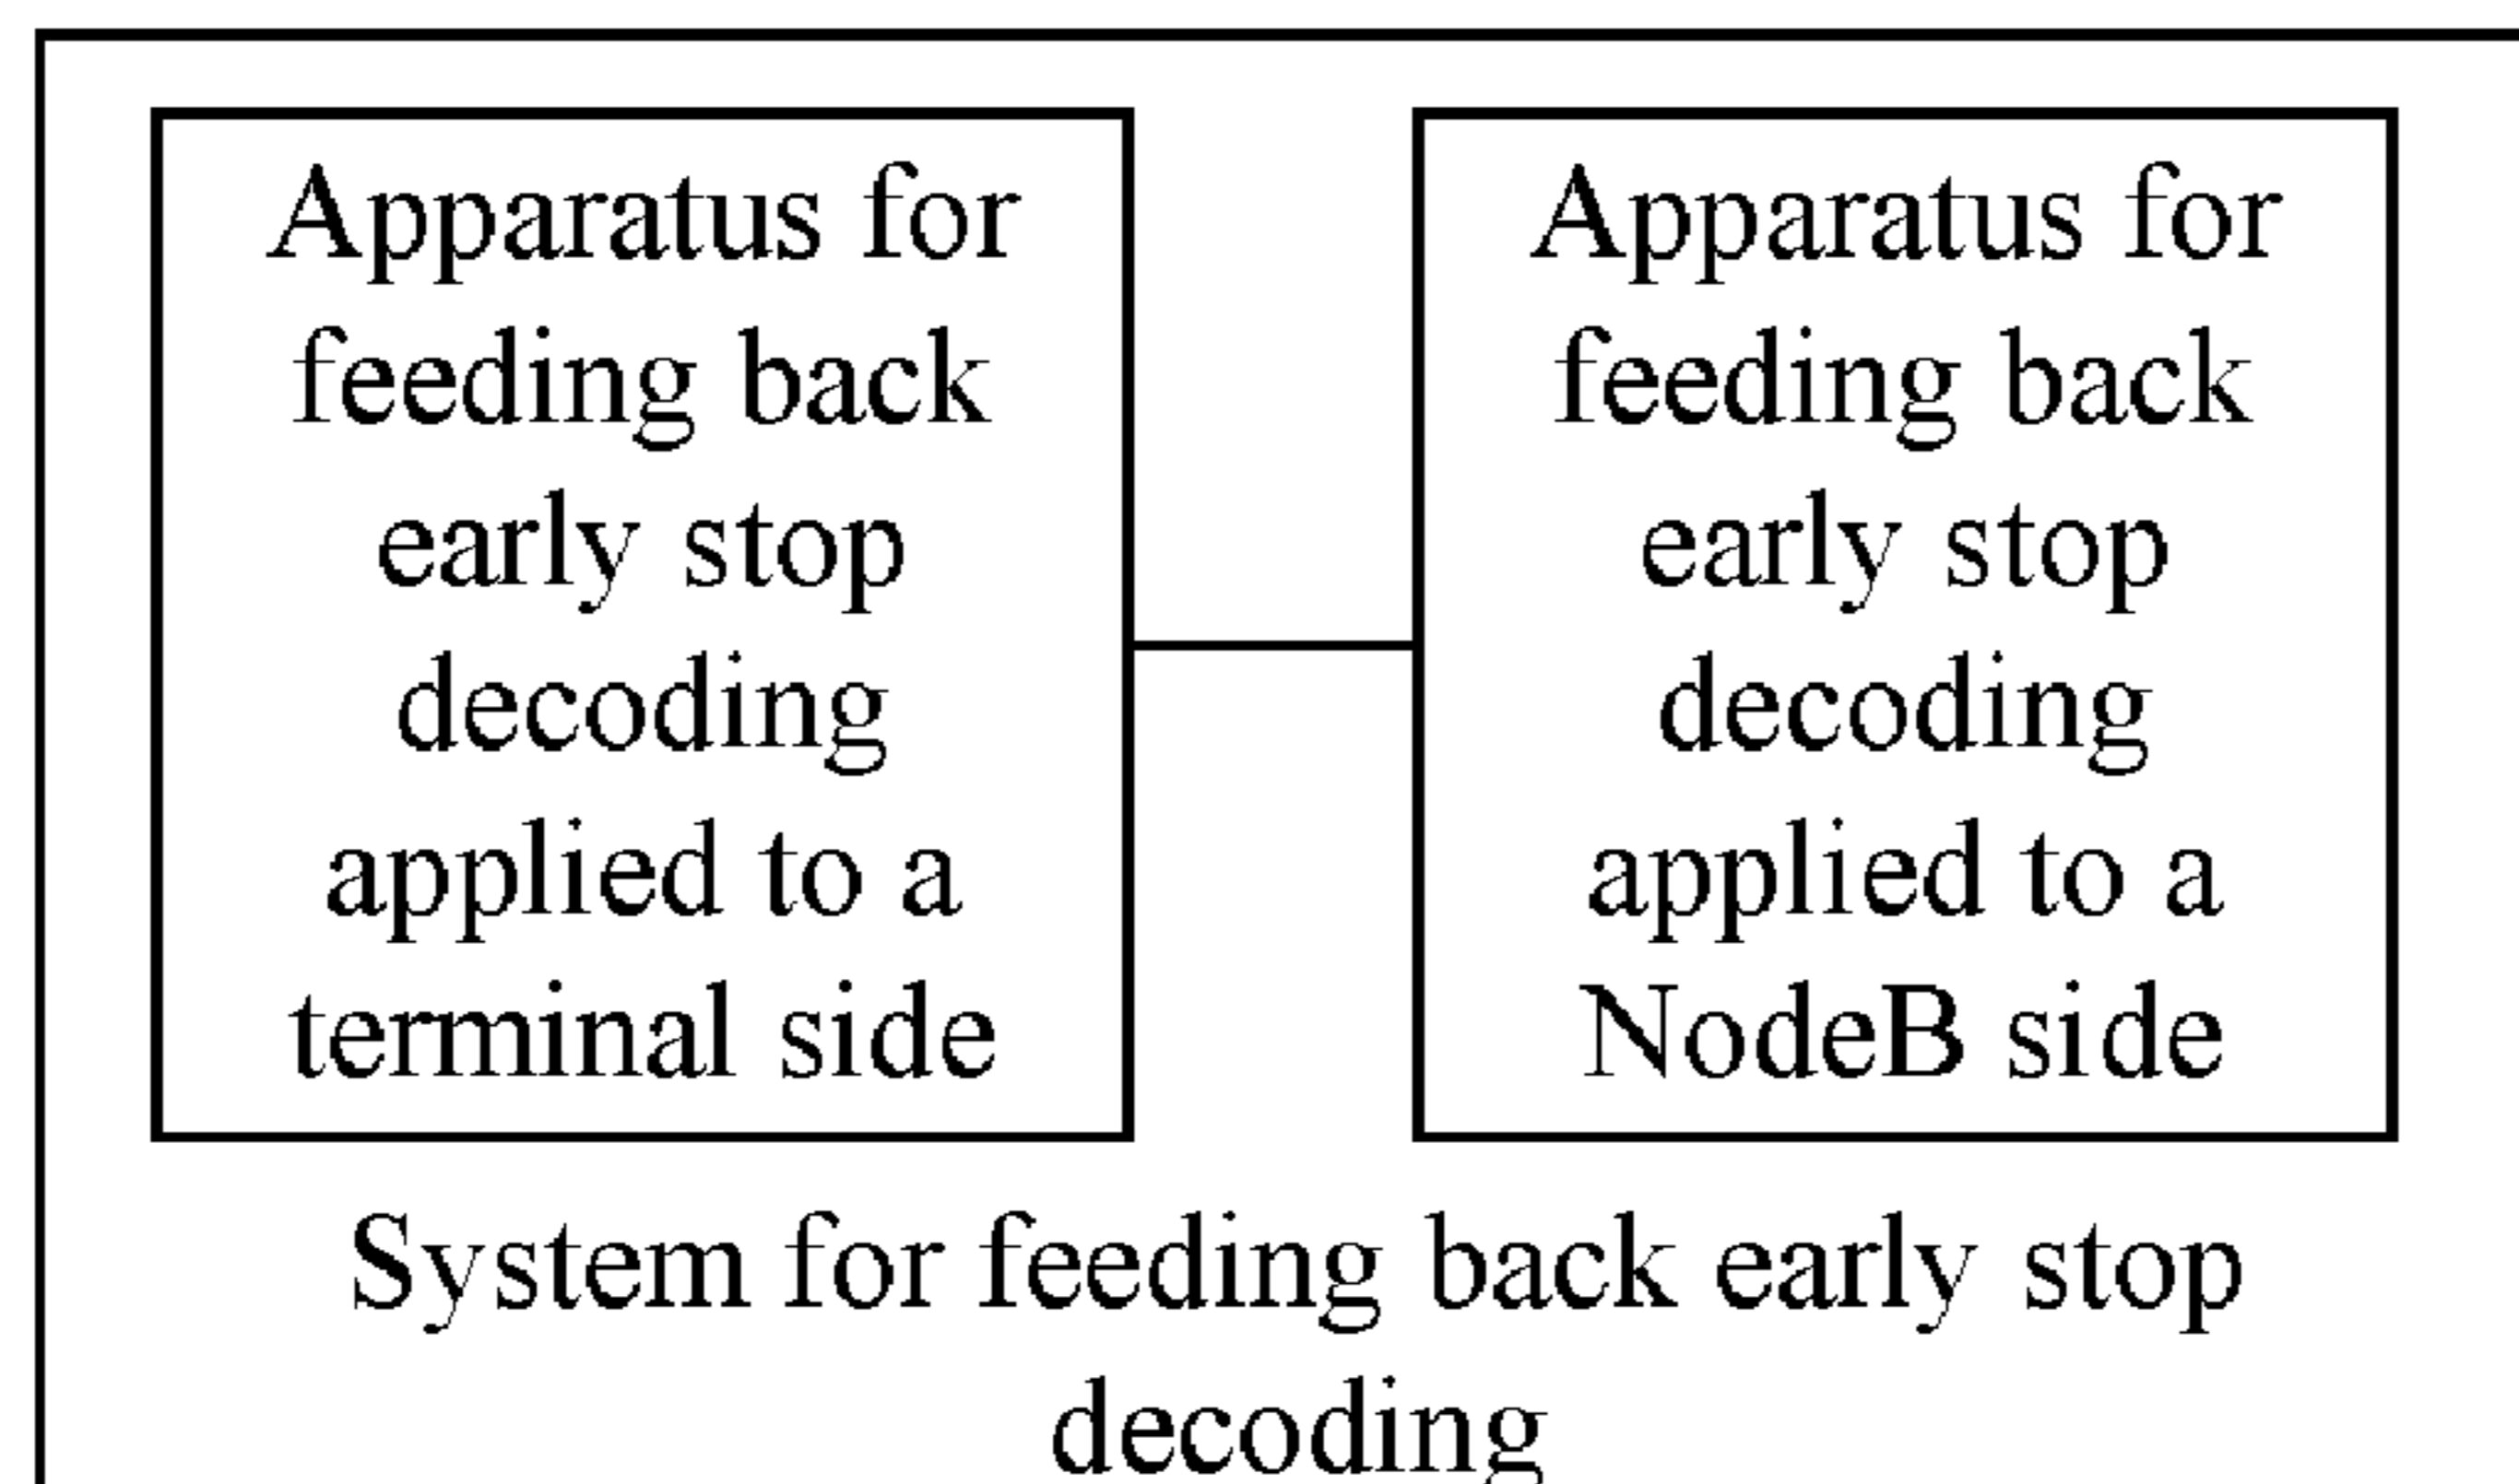 Apparatus for
feeding back
early stop
decoding
applied to a
terminal side
Apparatus for
feeding back
early stop
decoding
applied to a
NodeB side
System for feeding back early stop
decoding